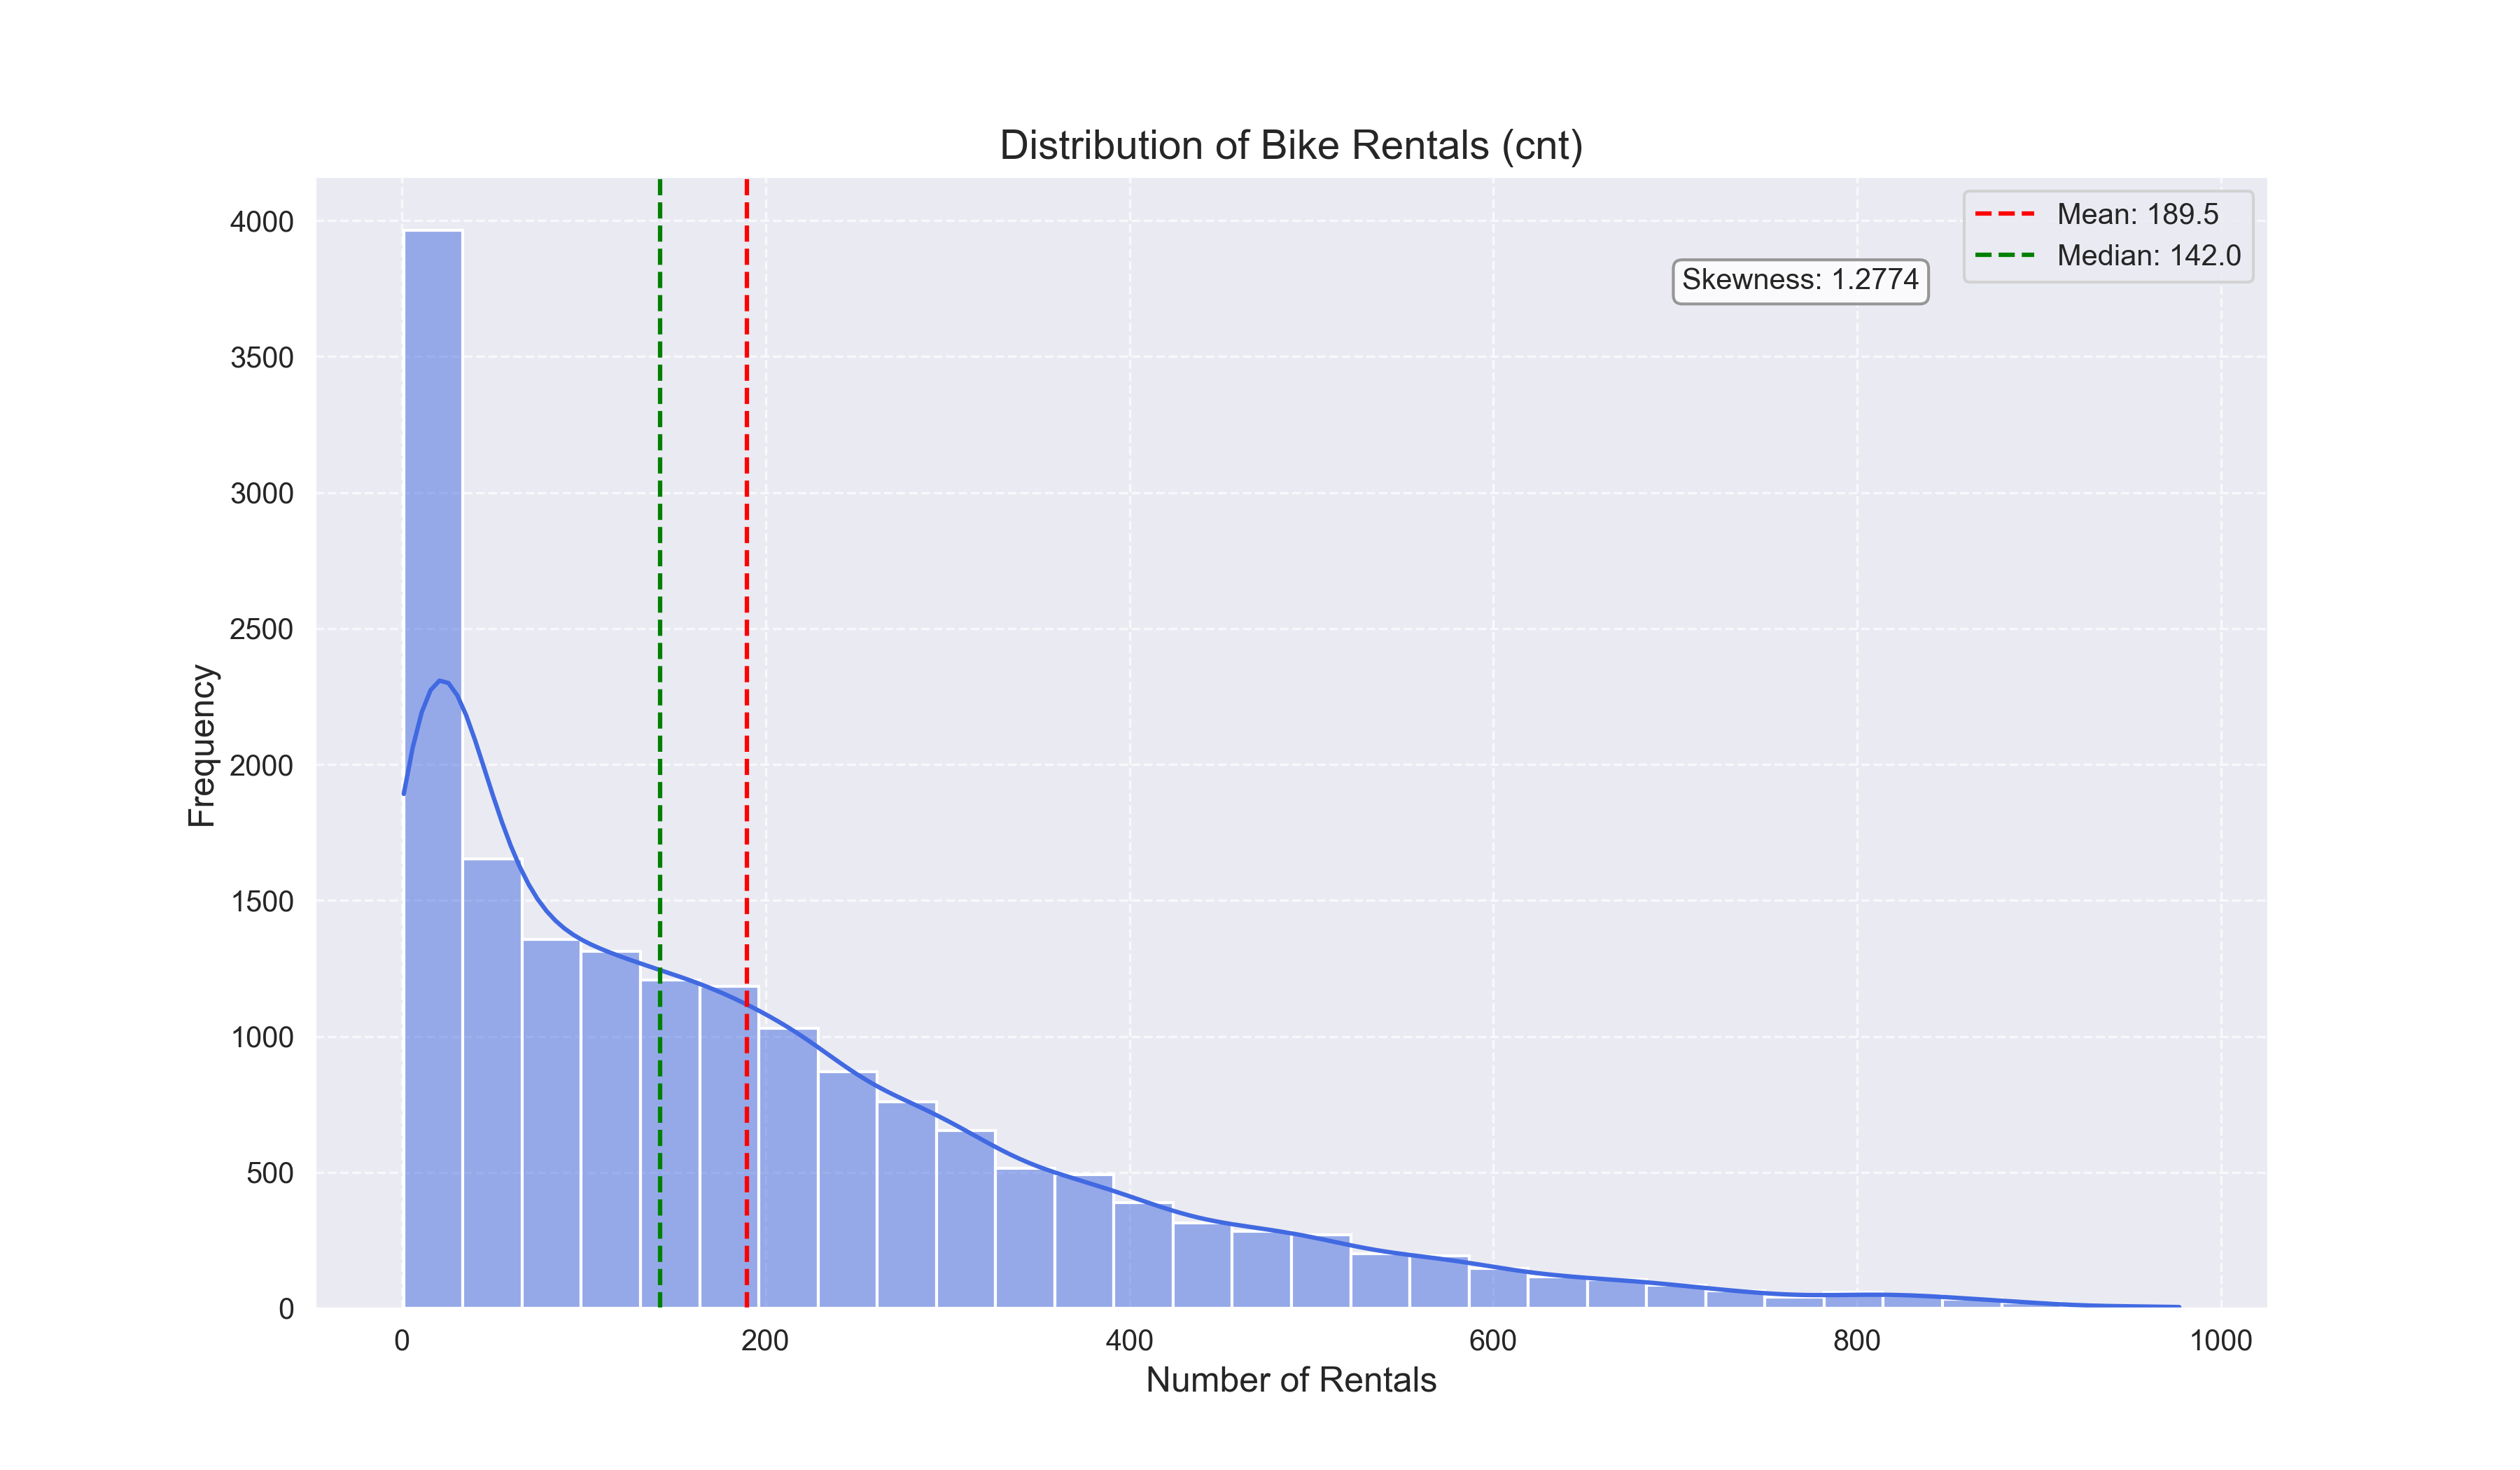 Distribution of Bike Rentals (cnt)
Mean: 189.5
Median: 142.0
Skewness: 1.2774
Frequency
4000
3500
3000
2500
2000
1500
1000
500
0
0 200 400 600 800 1000
Number of Rentals